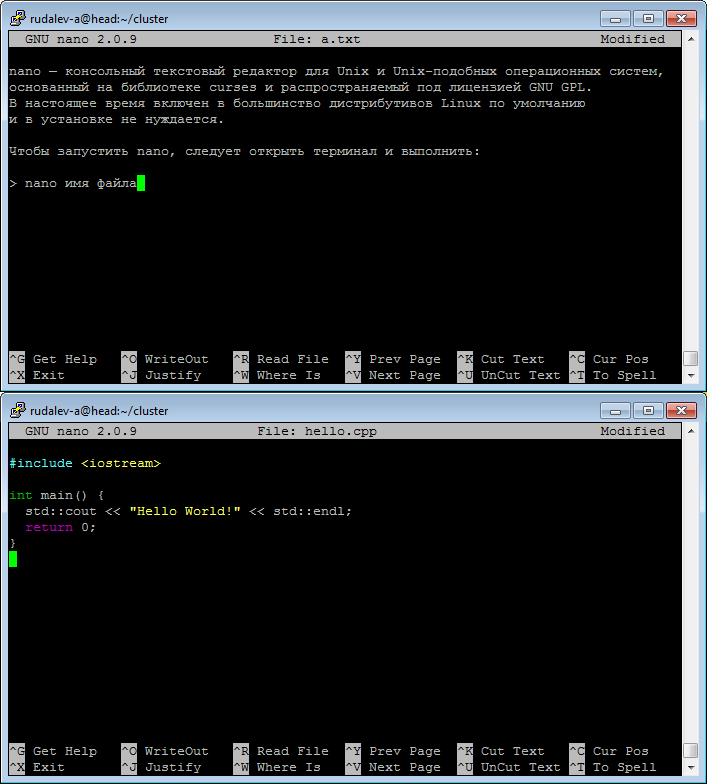 rudalev-a@head:~/cluster
GNU nano 2.0.9 File: a.txt Modified
nano — консольный текстовый редактор для Unix и Unix-подобных операционных систем,
основанный на библиотеке curses и распространяемый под лицензией GNU GPL.
В настоящее время включен в большинство дистрибутивов Linux по умолчанию
и в установке не нуждается.
Чтобы запустить nano, следует открыть терминал и выполнить:
> nano имя файла
^G Get Help ^O WriteOut ^R Read File ^Y Prev Page ^K Cut Text ^C Cur Pos
^X Exit ^J Justify ^W Where Is ^V Next Page ^U UnCut Text ^T To Spell
rudalev-a@head:~/cluster
GNU nano 2.0.9 File: hello.cpp Modified
#include <iostream>
int main() {
std::cout << "Hello World!" << std::endl;
return 0;
}
^G Get Help ^O WriteOut ^R Read File ^Y Prev Page ^K Cut Text ^C Cur Pos
^X Exit ^J Justify ^W Where Is ^V Next Page ^U UnCut Text ^T To Spell